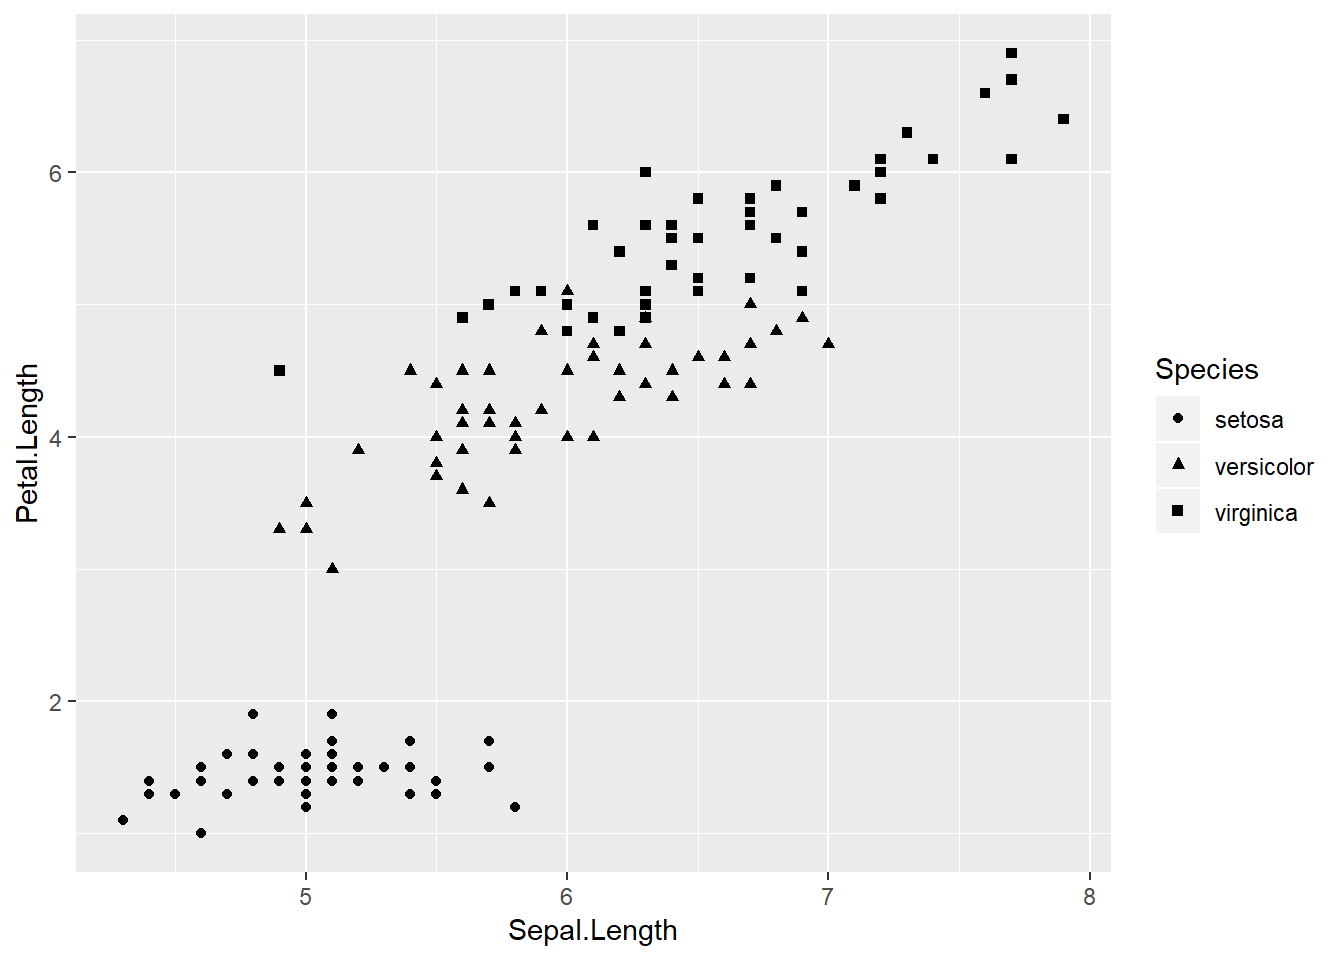 6
4
2
Petal.Length
5 6 7 8
Sepal.Length
Species
setosa
versicolor
virginica